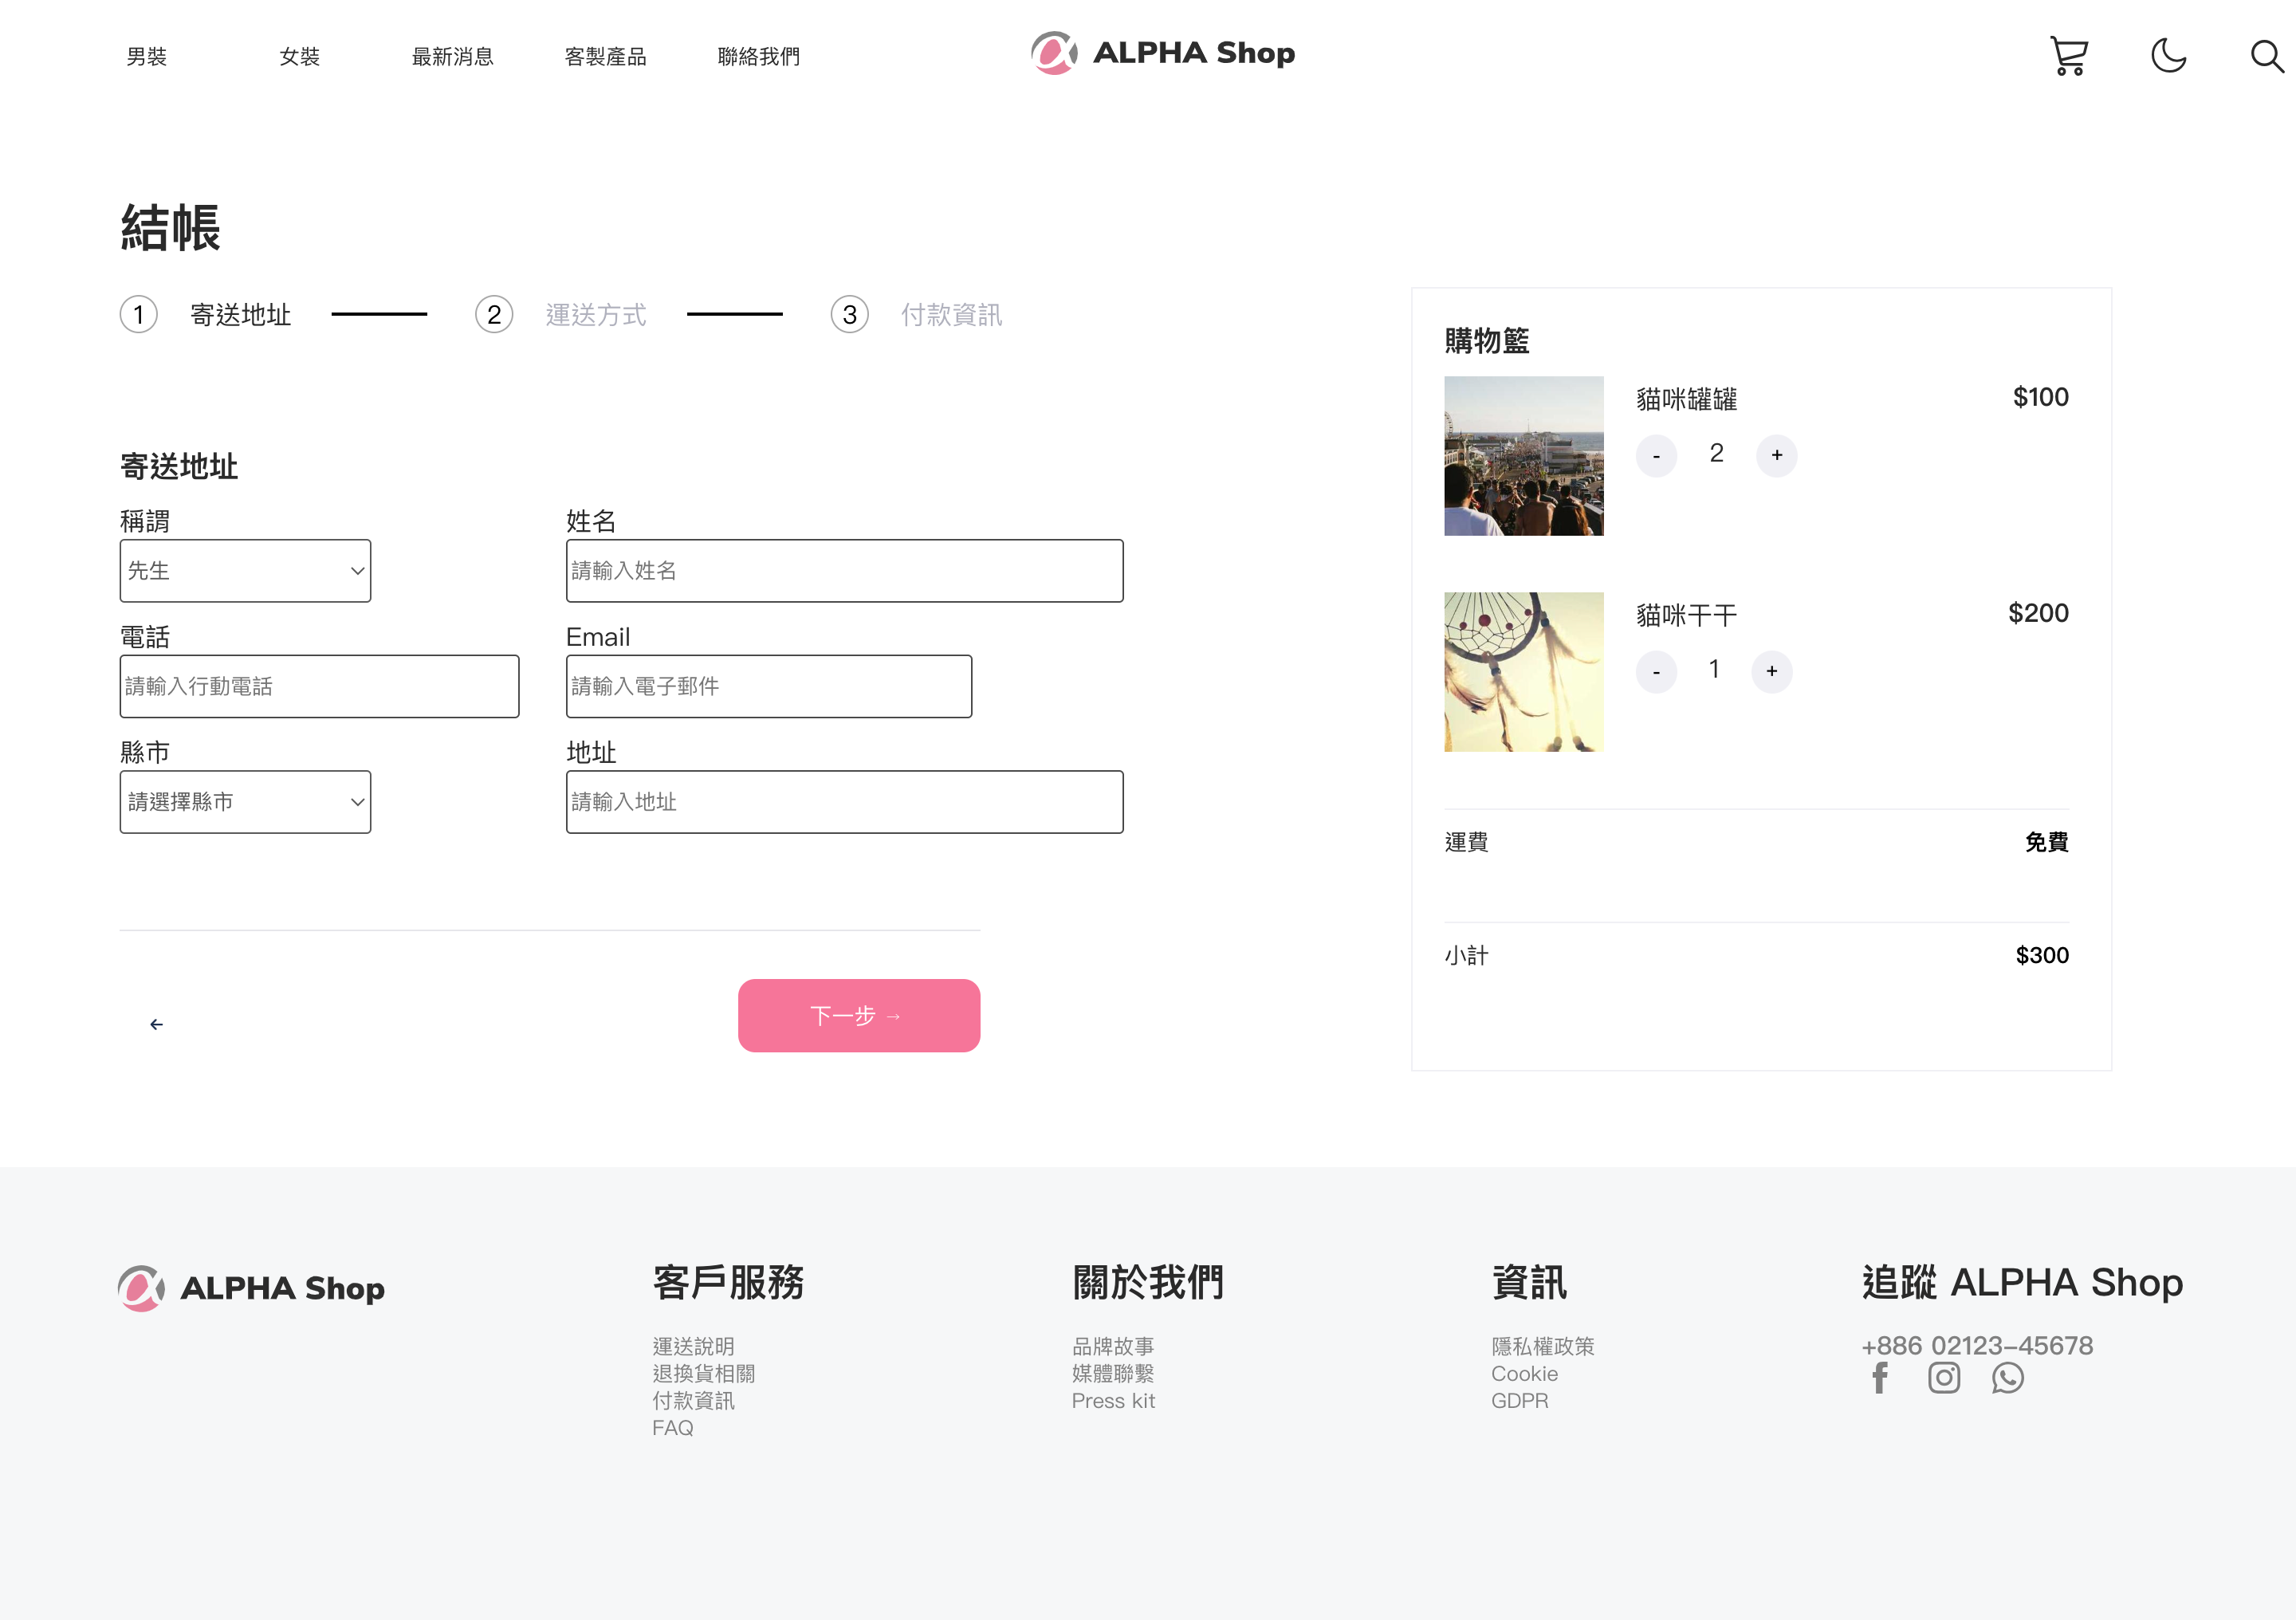 男裝 女裝 最新消息 客製產品 聯絡我們 ALPHA Shop
結帳
1 寄送地址 2 運送方式 3 付款資訊
寄送地址
稱謂 姓名
先生 請輸入姓名
電話 Email
請輸入行動電話 請輸入電子郵件
縣市 地址
請選擇縣市 請輸入地址
← 下一步 →
購物籃
貓咪罐罐 $100
- 2 +
貓咪干干 $200
- 1 +
運費 免費
小計 $300
ALPHA Shop
客戶服務
運送說明
退換貨相關
付款資訊
FAQ
關於我們
品牌故事
媒體聯繫
Press kit
資訊
隱私權政策
Cookie
GDPR
追蹤 ALPHA Shop
+886 02123-45678